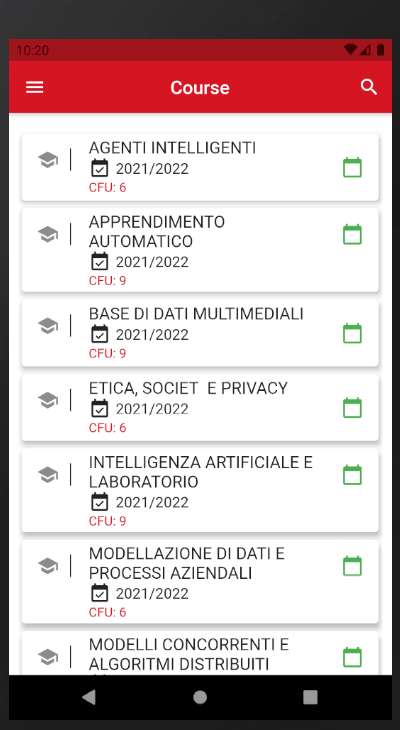 10:20
Course
AGENTI INTELLIGENTI
2021/2022
CFU: 6
APPRENDIMENTO
AUTOMATICO
2021/2022
CFU: 9
BASE DI DATI MULTIMEDIALI
2021/2022
CFU: 9
ETICA, SOCIET  E PRIVACY
2021/2022
CFU: 6
INTELLIGENZA ARTIFICIALE E
LABORATORIO
2021/2022
CFU: 9
MODELLAZIONE DI DATI E
PROCESSI AZIENDALI
2021/2022
CFU: 6
MODELLI CONCORRENTI E
ALGORITMI DISTRIBUITI